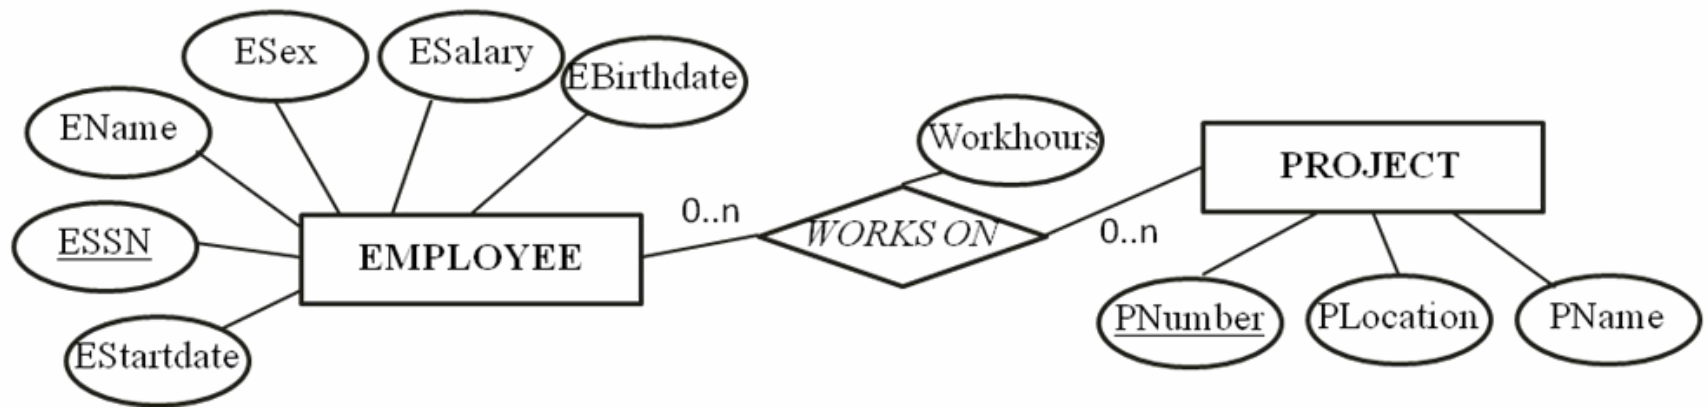 ESex
ESalary
EBirthdate
EName
Workhours
PROJECT
0..n
WORKS ON
0..n
ESSN
EMPLOYEE
PNumber
PLocation
PName
EStartdate